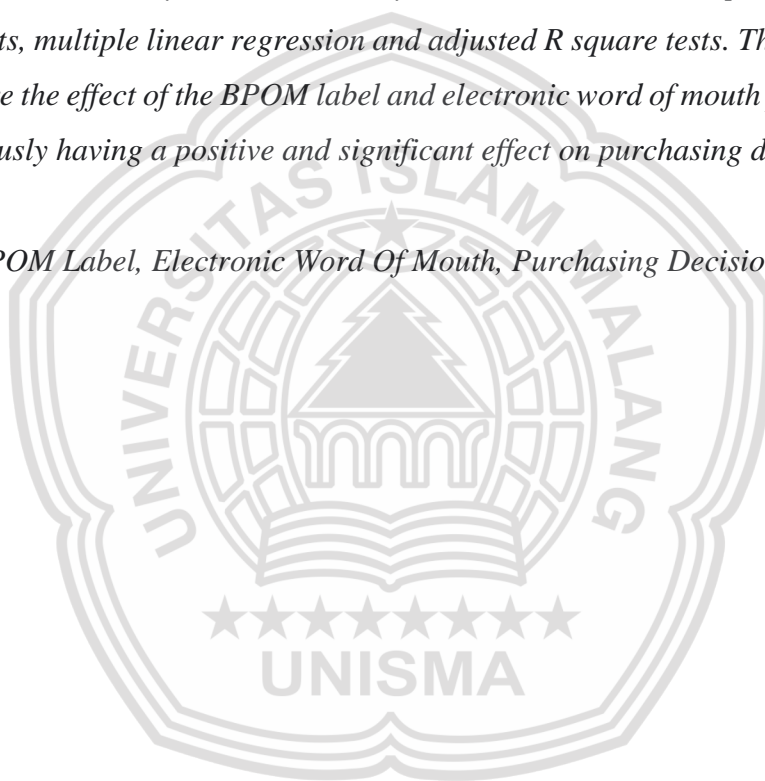 ts, multiple linear regression and adjusted R square tests. Th
e the effect of the BPOM label and electronic word of mouth
usly having a positive and significant effect on purchasing d
POM Label, Electronic Word Of Mouth, Purchasing Decisio
UNIVERSITAS ISLAM MALANG
UNISMA